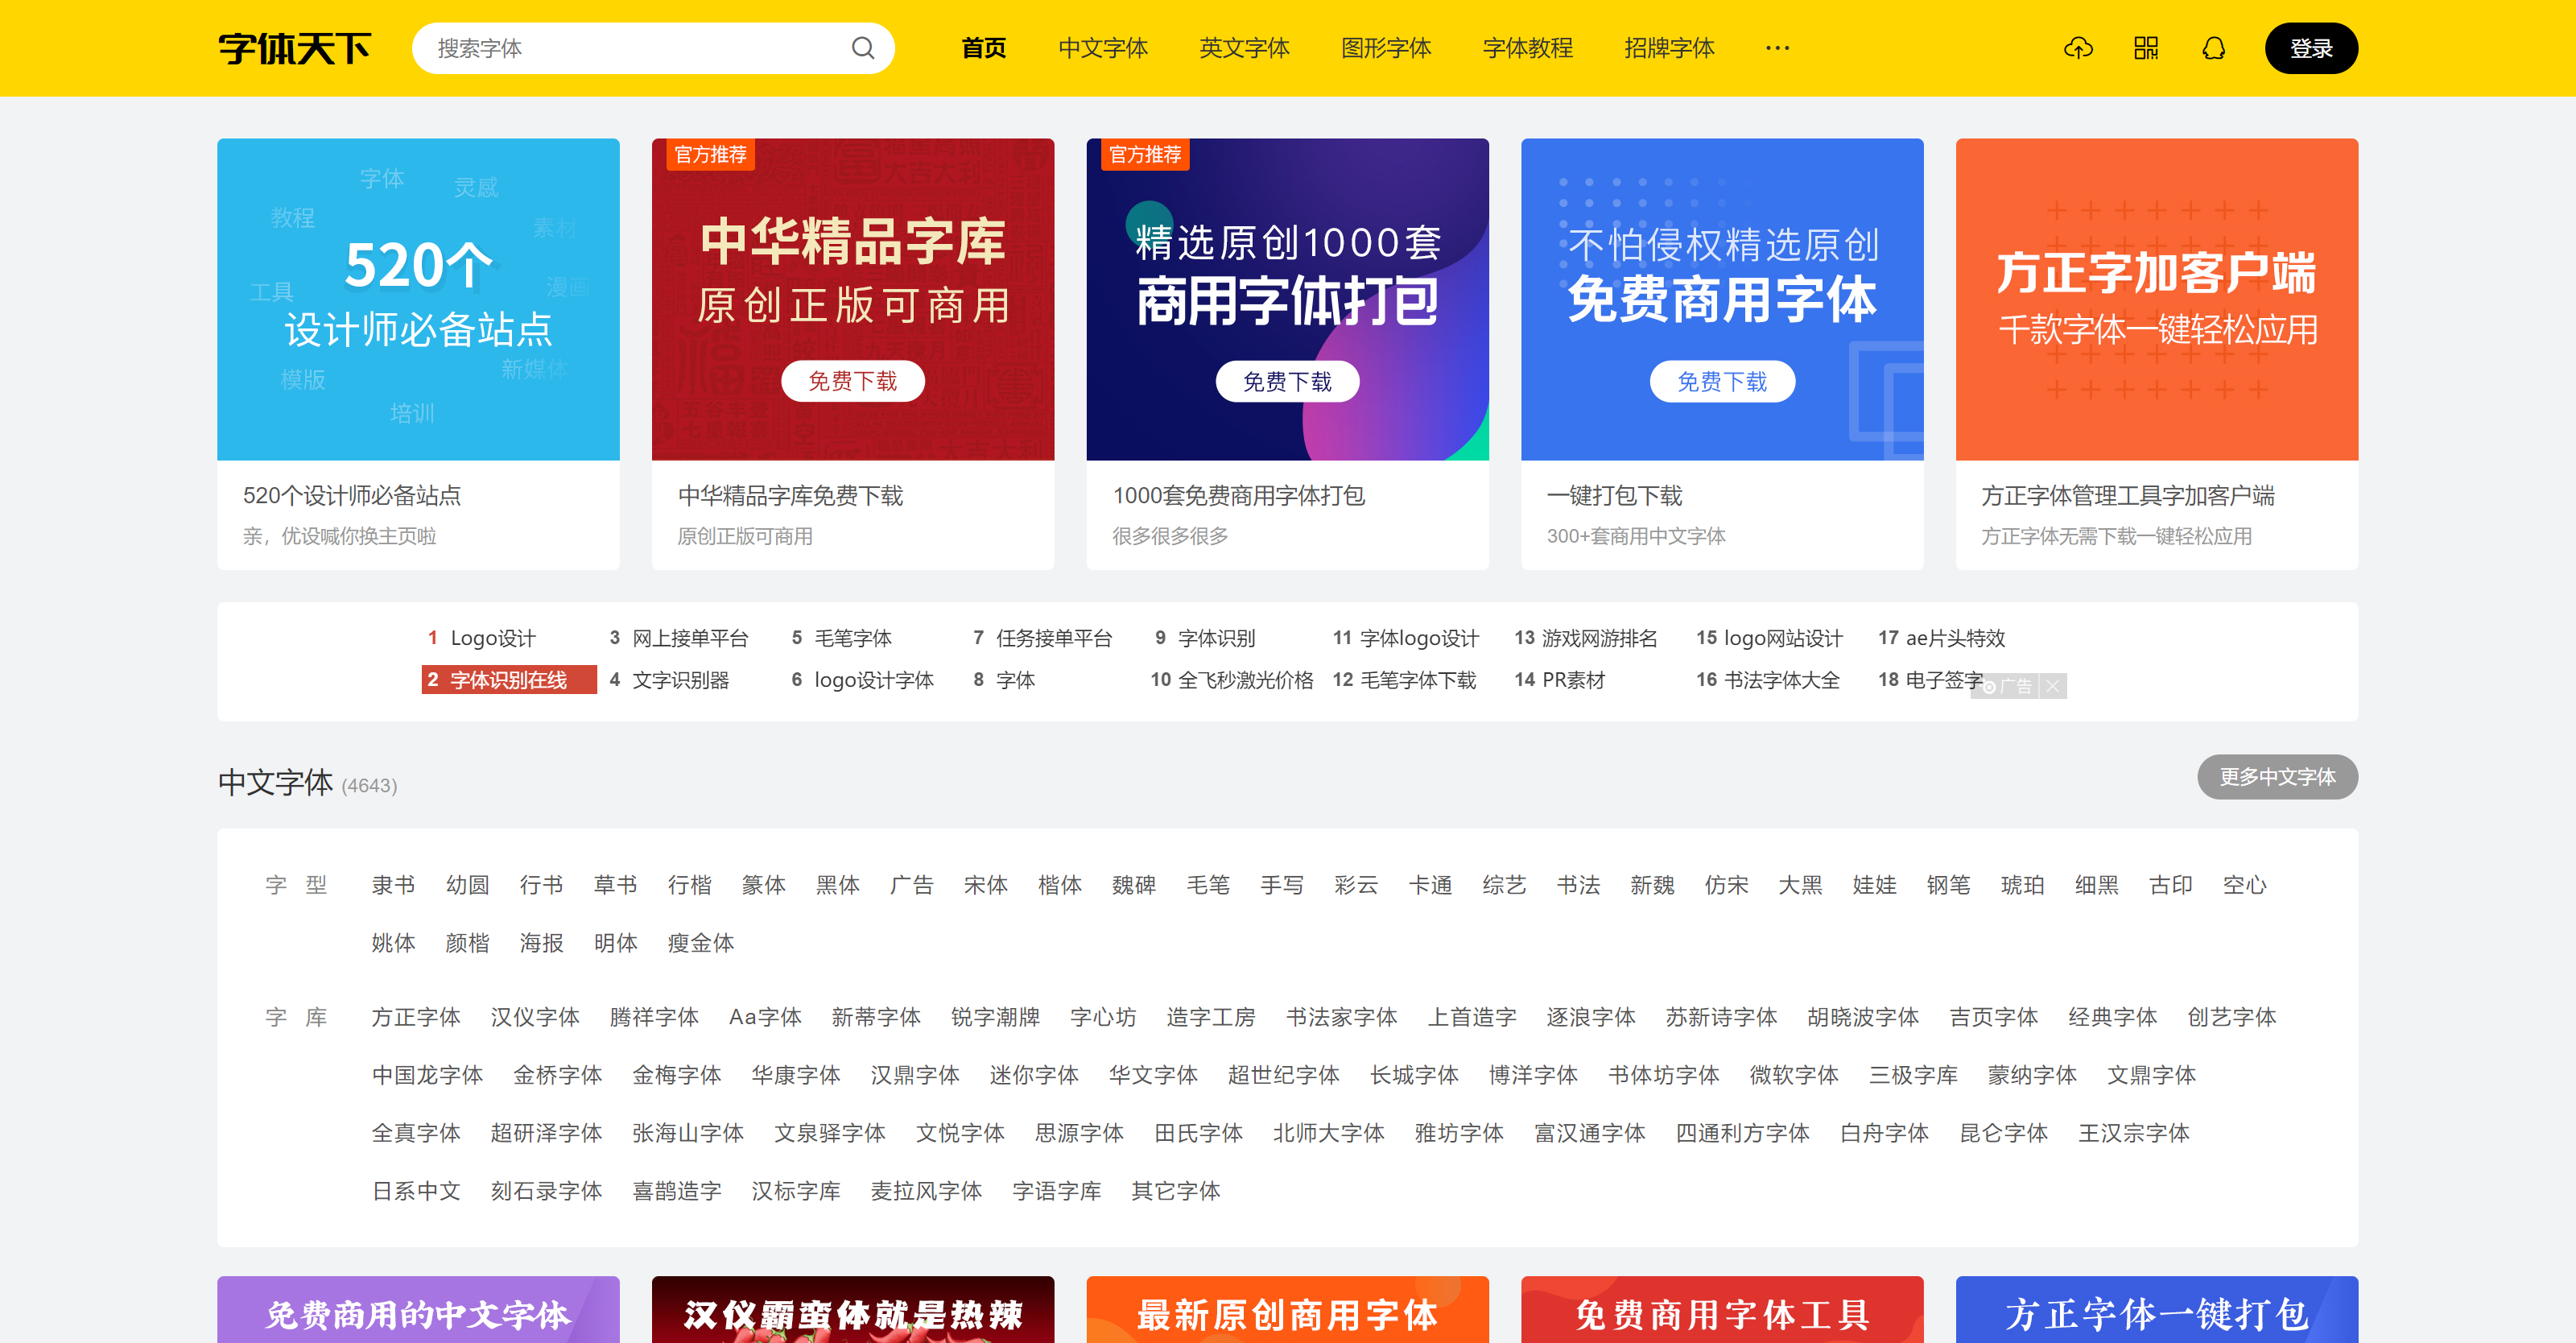 字体天下
搜索字体
首页 中文字体 英文字体 图形字体 字体教程 招牌字体 ···
登录
字体
灵感
教程
素材
520个
工具
漫画
设计师必备站点
新媒体
模版
培训
520个设计师必备站点
亲，优设喊你换主页啦
官方推荐
中华精品字库
原创正版可商用
免费下载
中华精品字库免费下载
原创正版可商用
官方推荐
精选原创1000套
商用字体打包
免费下载
1000套免费商用字体打包
很多很多很多
不怕侵权精选原创
免费商用字体
免费下载
一键打包下载
300+套商用中文字体
方正字加客户端
千款字体一键轻松应用
方正字体管理工具字加客户端
方正字体无需下载一键轻松应用
1 Logo设计 3 网上接单平台 5 毛笔字体 7 任务接单平台 9 字体识别 11 字体logo设计 13 游戏网游排名 15 logo网站设计 17 ae片头特效
2 字体识别在线 4 文字识别器 6 logo设计字体 8 字体 10 全飞秒激光价格 12 毛笔字体下载 14 PR素材 16 书法字体大全 18 电子签字
广告
中文字体 (4643)
更多中文字体
字 型 隶书 幼圆 行书 草书 行楷 篆体 黑体 广告 宋体 楷体 魏碑 毛笔 手写 彩云 卡通 综艺 书法 新魏 仿宋 大黑 娃娃 钢笔 琥珀 细黑 古印 空心
姚体 颜楷 海报 明体 瘦金体
字 库 方正字体 汉仪字体 腾祥字体 Aa字体 新蒂字体 锐字潮牌 字心坊 造字工房 书法家字体 上首造字 逐浪字体 苏新诗字体 胡晓波字体 吉页字体 经典字体 创艺字体
中国龙字体 金桥字体 金梅字体 华康字体 汉鼎字体 迷你字体 华文字体 超世纪字体 长城字体 博洋字体 书体坊字体 微软字体 三极字库 蒙纳字体 文鼎字体
全真字体 超研泽字体 张海山字体 文泉驿字体 文悦字体 思源字体 田氏字体 北师大字体 雅坊字体 富汉通字体 四通利方字体 白舟字体 昆仑字体 王汉宗字体
日系中文 刻石录字体 喜鹊造字 汉标字库 麦拉风字体 字语字库 其它字体
免费商用的中文字体
汉仪霸蛮体就是热辣
最新原创商用字体
免费商用字体工具
方正字体一键打包